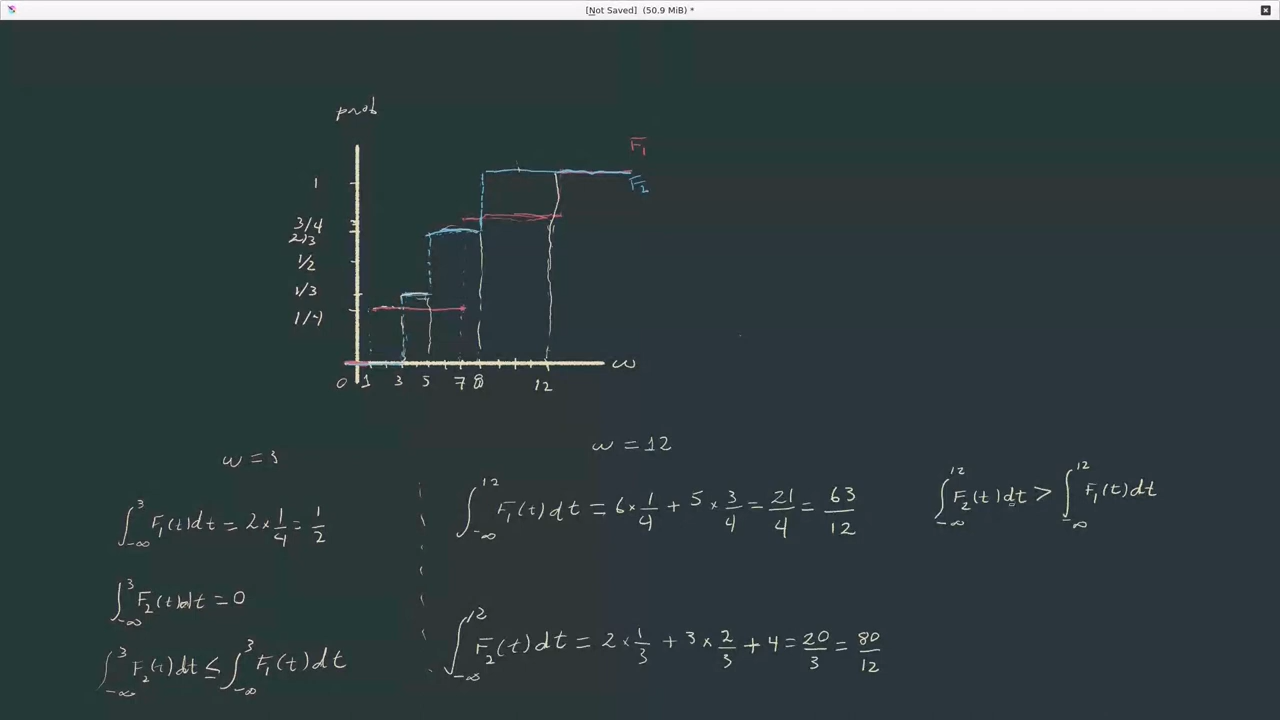 [Not Saved] (50.9 MiB) *
prob
F₁
F₂
1
3/4
2/3
1/2
1/3
1/4
0 1 3 5 7 8 12 ω
ω = 3
∫_{-∞}^{3} F₁(t)dt = 2 × 1/4 = 1/2
∫_{-∞}^{3} F₂(t)dt = 0
∫_{-∞}^{3} F₂(t)dt ≤ ∫_{-∞}^{3} F₁(t)dt
ω = 12
∫_{-∞}^{12} F₁(t)dt = 6 × 1/4 + 5 × 3/4 = 21/4 = 63/12
∫_{-∞}^{12} F₂(t)dt = 2 × 1/3 + 3 × 2/3 + 4 = 20/3 = 80/12
∫_{-∞}^{12} F₂(t)dt > ∫_{-∞}^{12} F₁(t)dt